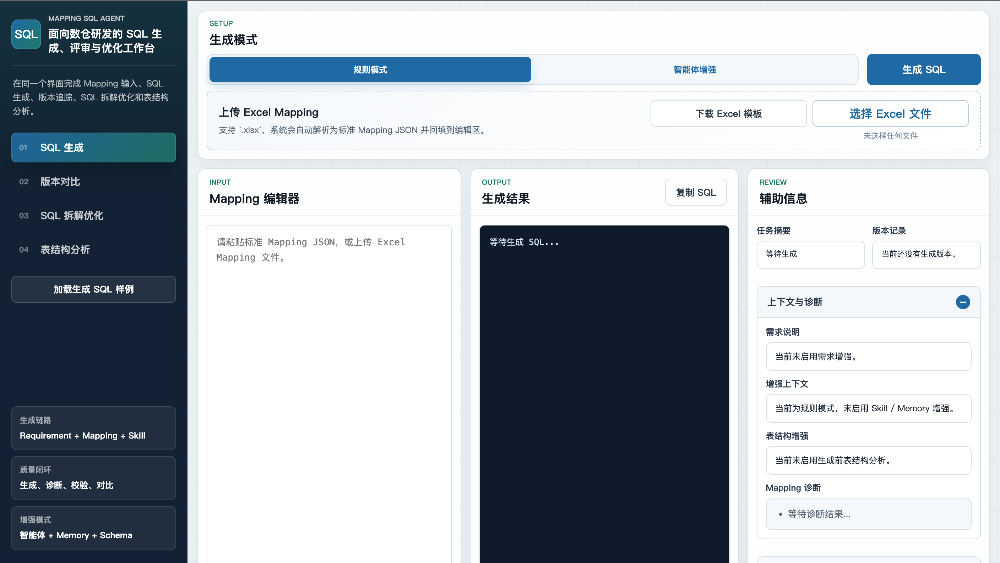 SQL
MAPPING SQL AGENT
面向数仓研发的 SQL 生
成、评审与优化工作台
在同一个界面完成 Mapping 输入、SQL
生成、版本追踪、SQL 拆解优化和表结构
分析。
01 SQL 生成
02 版本对比
03 SQL 拆解优化
04 表结构分析
加载生成 SQL 样例
生成链路
Requirement + Mapping + Skill
质量闭环
生成、诊断、校验、对比
增强模式
智能体 + Memory + Schema
SETUP
生成模式
规则模式
智能体增强
生成 SQL
上传 Excel Mapping
支持 `.xlsx`，系统会自动解析为标准 Mapping JSON 并回填到编辑区。
下载 Excel 模板
选择 Excel 文件
未选择任何文件
INPUT
Mapping 编辑器
请粘贴标准 Mapping JSON，或上传 Excel
Mapping 文件。
OUTPUT
生成结果
复制 SQL
等待生成 SQL...
REVIEW
辅助信息
任务摘要
等待生成
版本记录
当前还没有生成版本。
上下文与诊断
需求说明
当前未启用需求增强。
增强上下文
当前为规则模式，未启用 Skill / Memory 增强。
表结构增强
当前未启用生成前表结构分析。
Mapping 诊断
• 等待诊断结果...